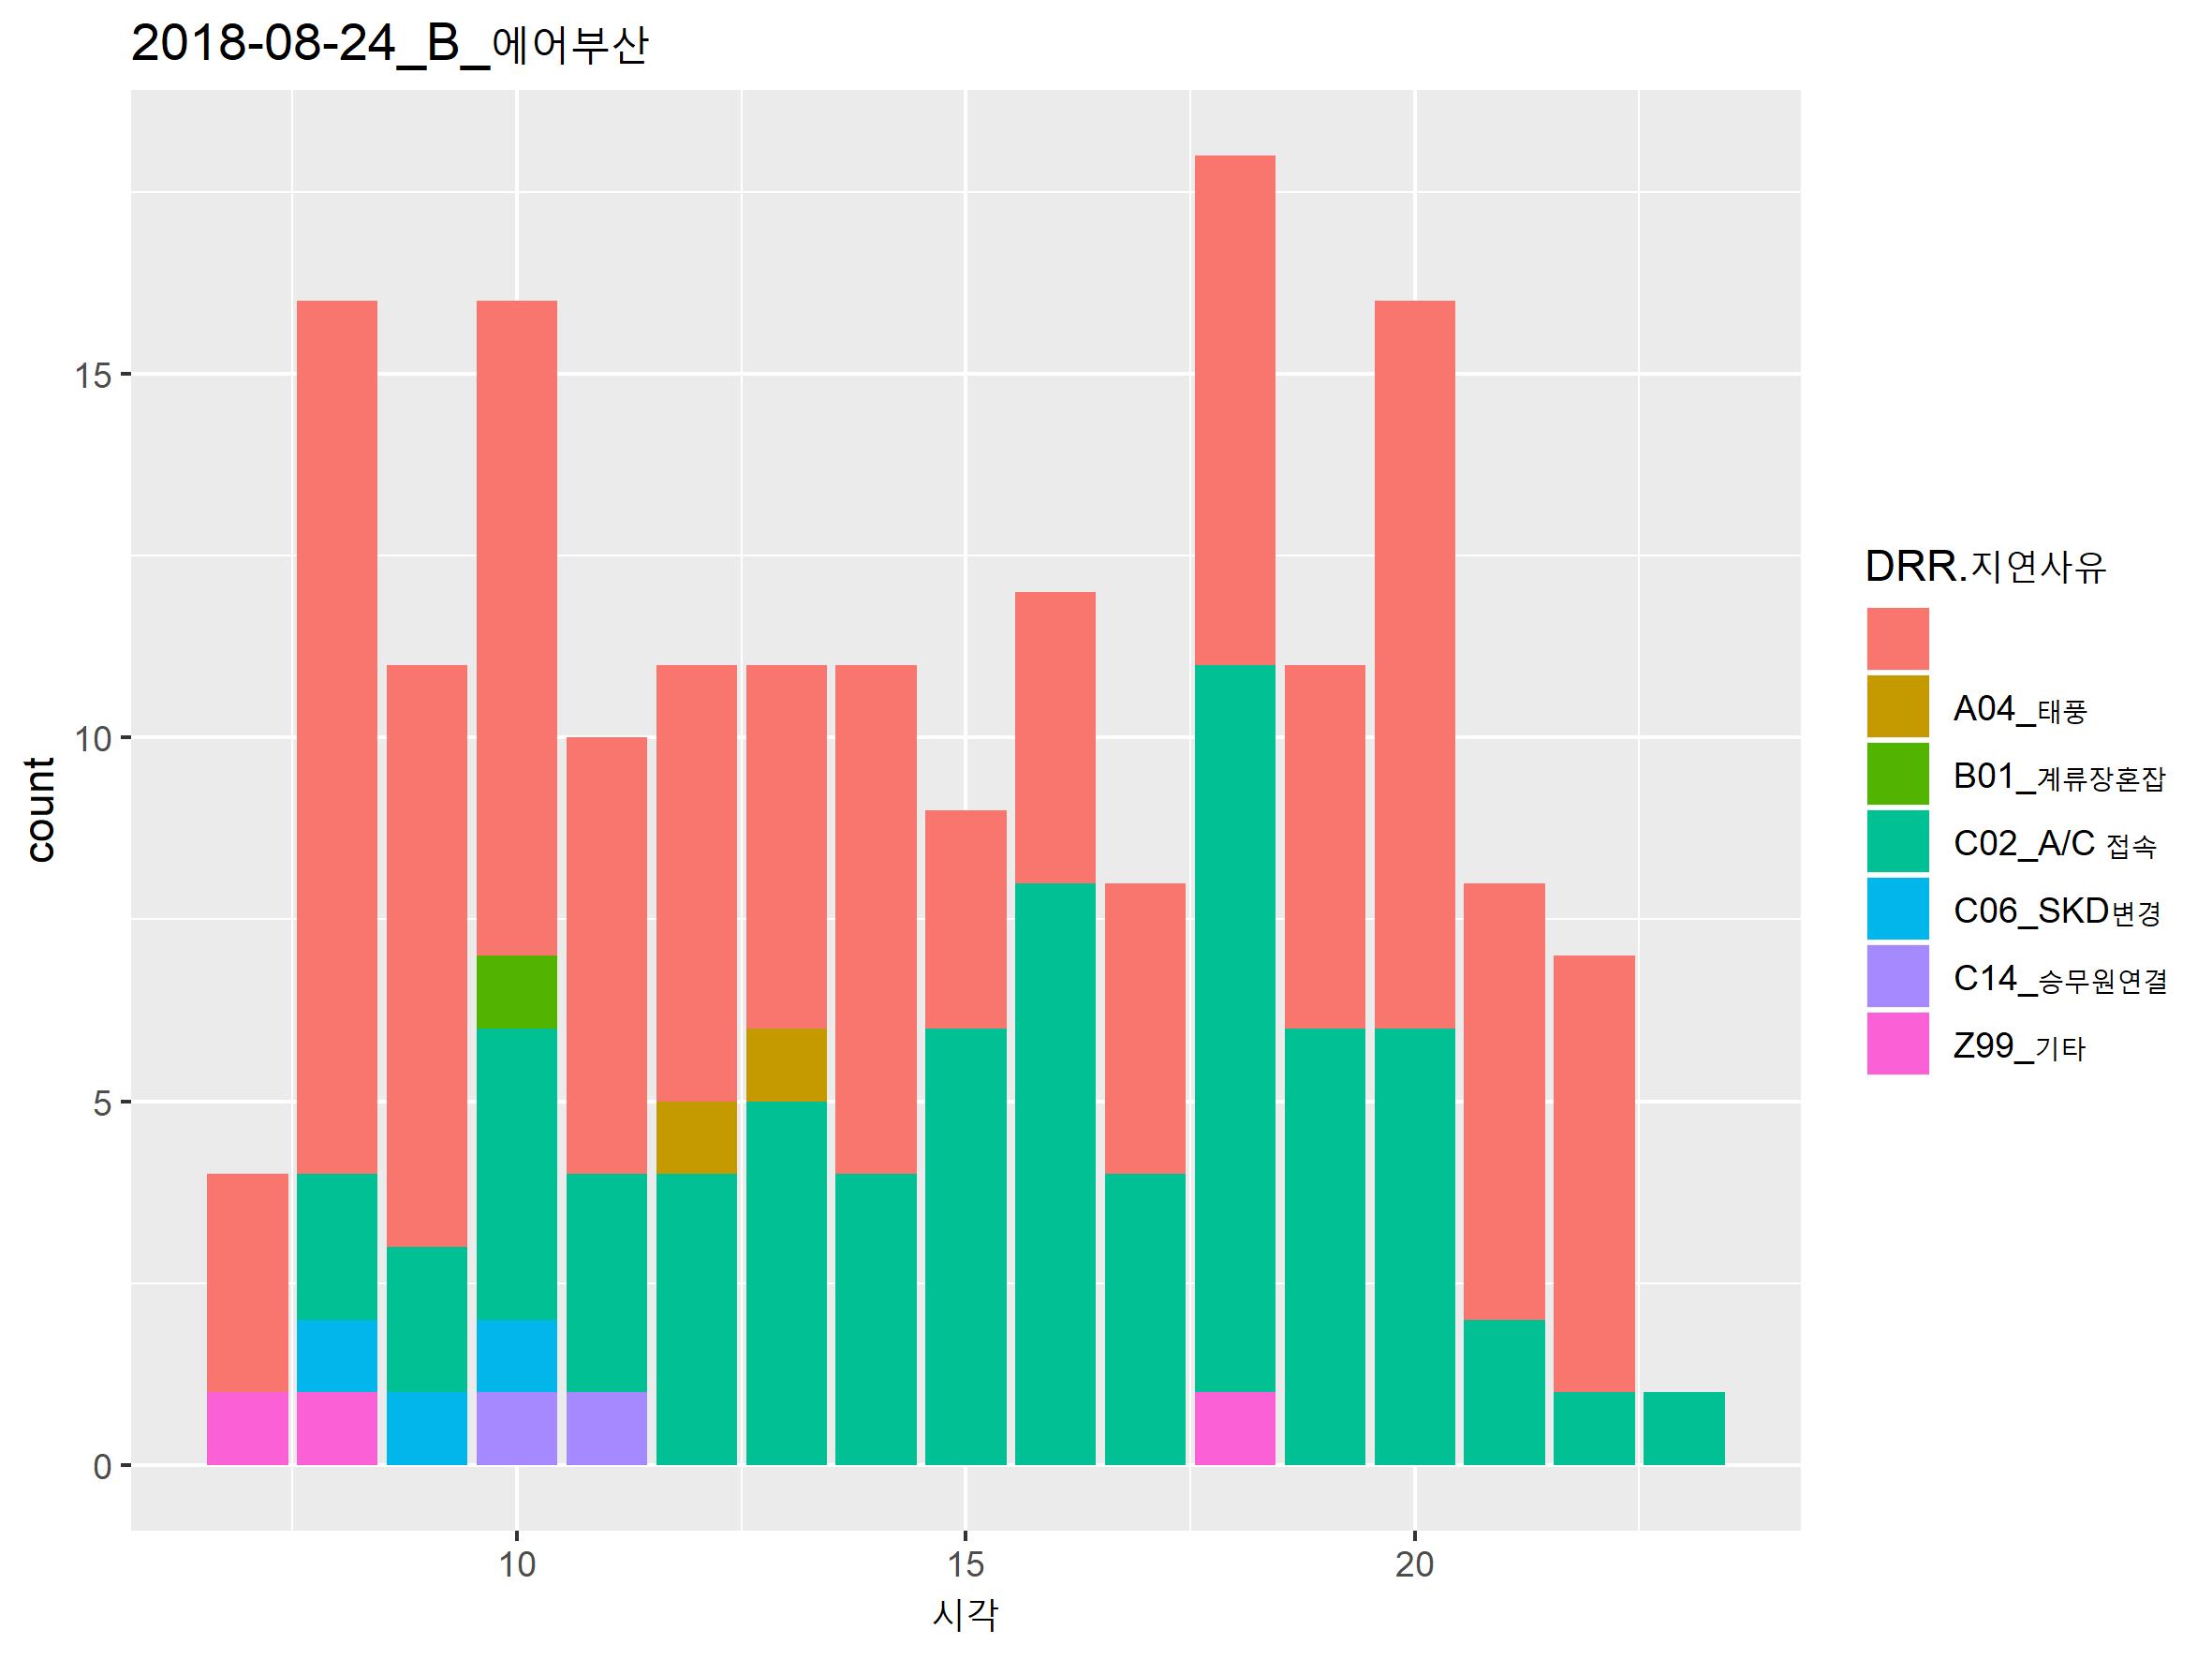 2018-08-24_B_에어부산
15
10
5
0
count
10 15 20
시각
DRR.지연사유
A04_태풍
B01_계류장혼잡
C02_A/C 접속
C06_SKD변경
C14_승무원연결
Z99_기타